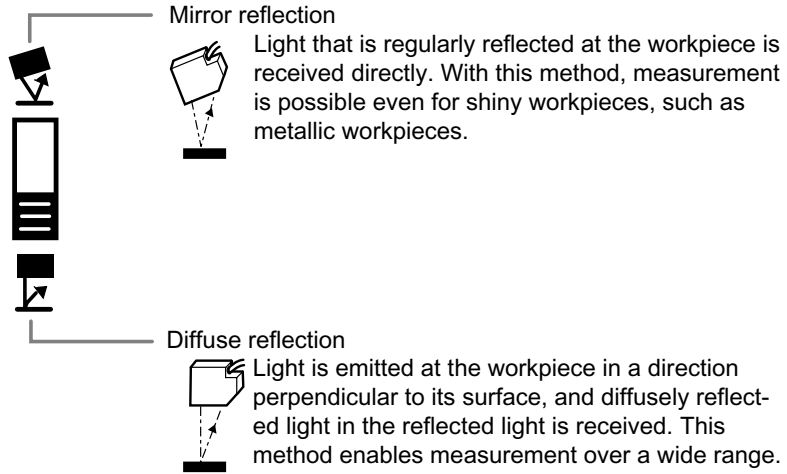 Mirror reflection
Light that is regularly reflected at the workpiece is
received directly. With this method, measurement
is possible even for shiny workpieces, such as
metallic workpieces.
Diffuse reflection
Light is emitted at the workpiece in a direction
perpendicular to its surface, and diffusely reflect-
ed light in the reflected light is received. This
method enables measurement over a wide range.